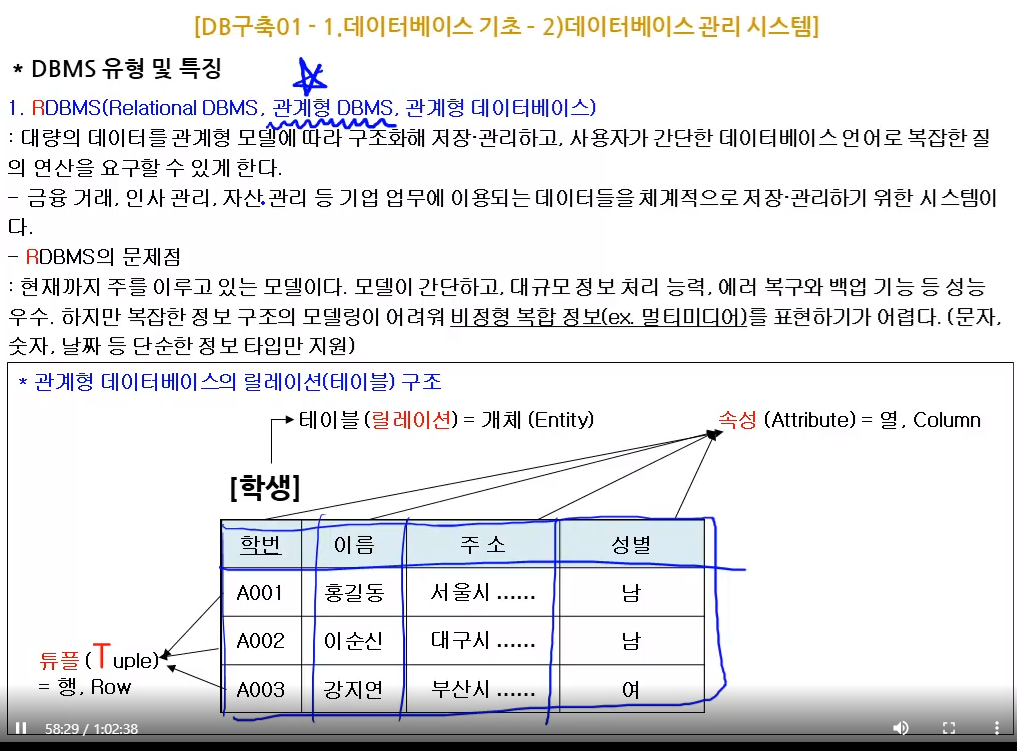 [DB구축01 - 1.데이터베이스 기초 - 2)데이터베이스 관리 시스템]
* DBMS 유형 및 특징
1. RDBMS(Relational DBMS, 관계형 DBMS, 관계형 데이터베이스)
: 대량의 데이터를 관계형 모델에 따라 구조화해 저장·관리하고, 사용자가 간단한 데이터베이스 언어로 복잡한 질
의 연산을 요구할 수 있게 한다.
- 금융 거래, 인사 관리, 자산 관리 등 기업 업무에 이용되는 데이터들을 체계적으로 저장·관리하기 위한 시스템이
다.
- RDBMS의 문제점
: 현재까지 주를 이루고 있는 모델이다. 모델이 간단하고, 대규모 정보 처리 능력, 에러 복구와 백업 기능 등 성능
우수. 하지만 복잡한 정보 구조의 모델링이 어려워 비정형 복합 정보(ex. 멀티미디어)를 표현하기가 어렵다. (문자,
숫자, 날짜 등 단순한 정보 타입만 지원)
* 관계형 데이터베이스의 릴레이션(테이블) 구조
테이블 (릴레이션) = 개체 (Entity) 속성 (Attribute) = 열, Column
[학생]
학번 이름 주 소 성별
A001 홍길동 서울시 …… 남
A002 이순신 대구시 …… 남
튜플 (Tuple)
= 행, Row
A003 강지연 부산시 …… 여
58:29 / 1:02:38